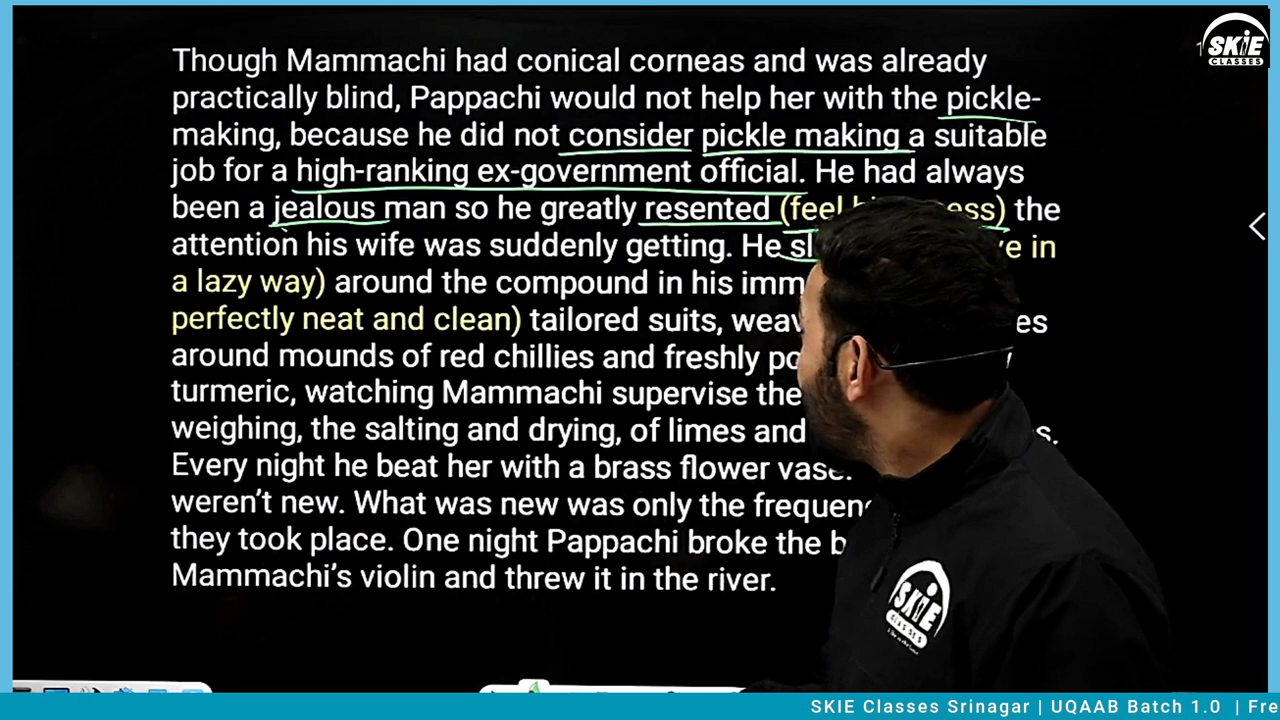 Though Mammachi had conical corneas and was already
practically blind, Pappachi would not help her with the pickle-
making, because he did not consider pickle making a suitable
job for a high-ranking ex-government official. He had always
been a jealous man so he greatly resented (feel the
attention his wife was suddenly getting. He in
a lazy way) around the compound in his
perfectly neat and clean) tailored suits,
around mounds of red chillies and freshly
turmeric, watching Mammachi supervise the
weighing, the salting and drying, of limes and
Every night he beat her with a brass flower vase.
weren't new. What was new was only the
they took place. One night Pappachi broke the
Mammachi's violin and threw it in the river.
SKIE
CLASSES
SKIE
CLASSES
SKIE Classes Srinagar | UQAAB Batch 1.0 | Fre